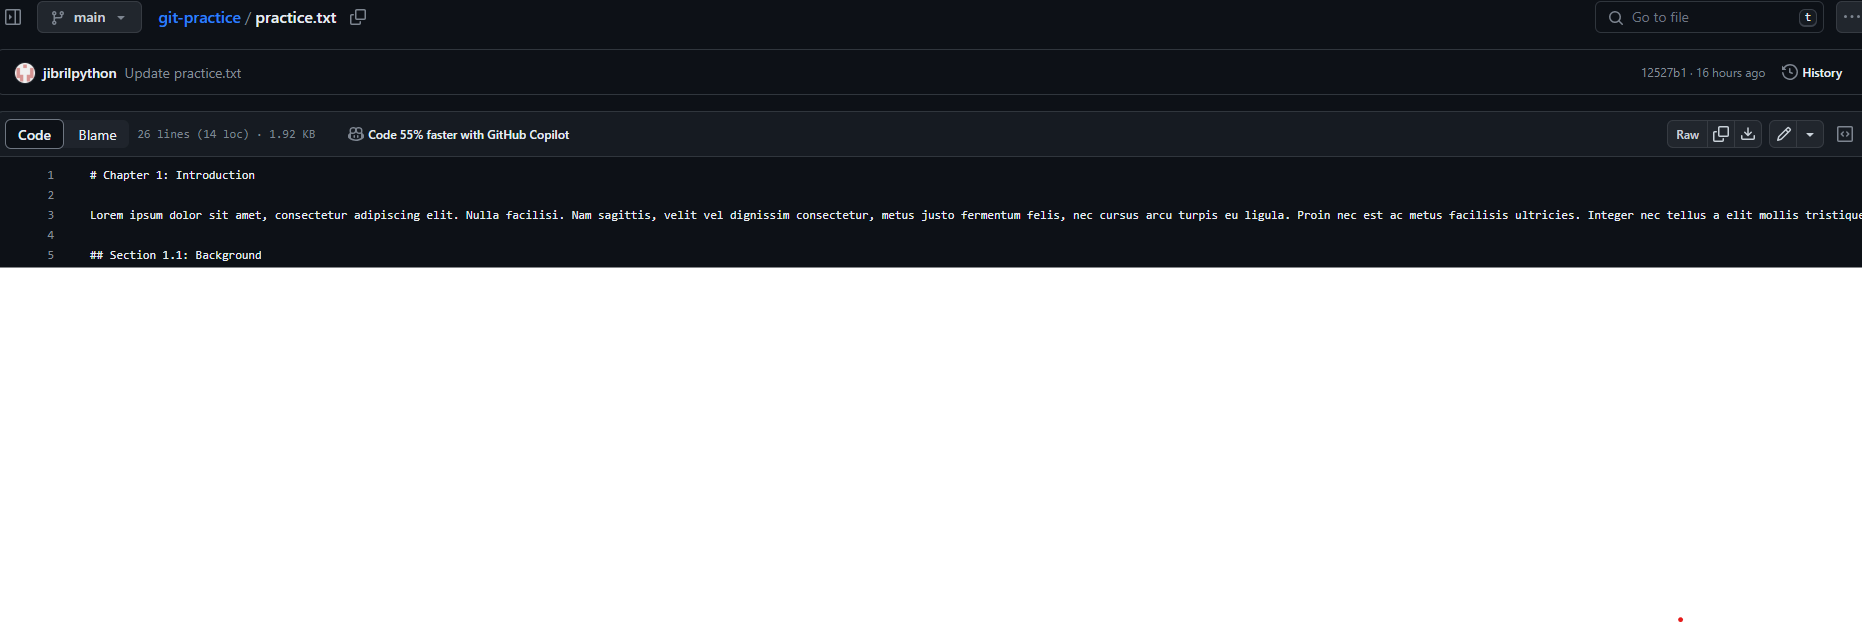 main git-practice / practice.txt Go to file t
jibrilpython Update practice.txt 12527b1 · 16 hours ago History
Code Blame 26 lines (14 loc) · 1.92 KB Code 55% faster with GitHub Copilot Raw
1 # Chapter 1: Introduction
2
3 Lorem ipsum dolor sit amet, consectetur adipiscing elit. Nulla facilisi. Nam sagittis, velit vel dignissim consectetur, metus justo fermentum felis, nec cursus arcu turpis eu ligula. Proin nec est ac metus facilisis ultricies. Integer nec tellus a elit mollis tristique
4
5 ## Section 1.1: Background